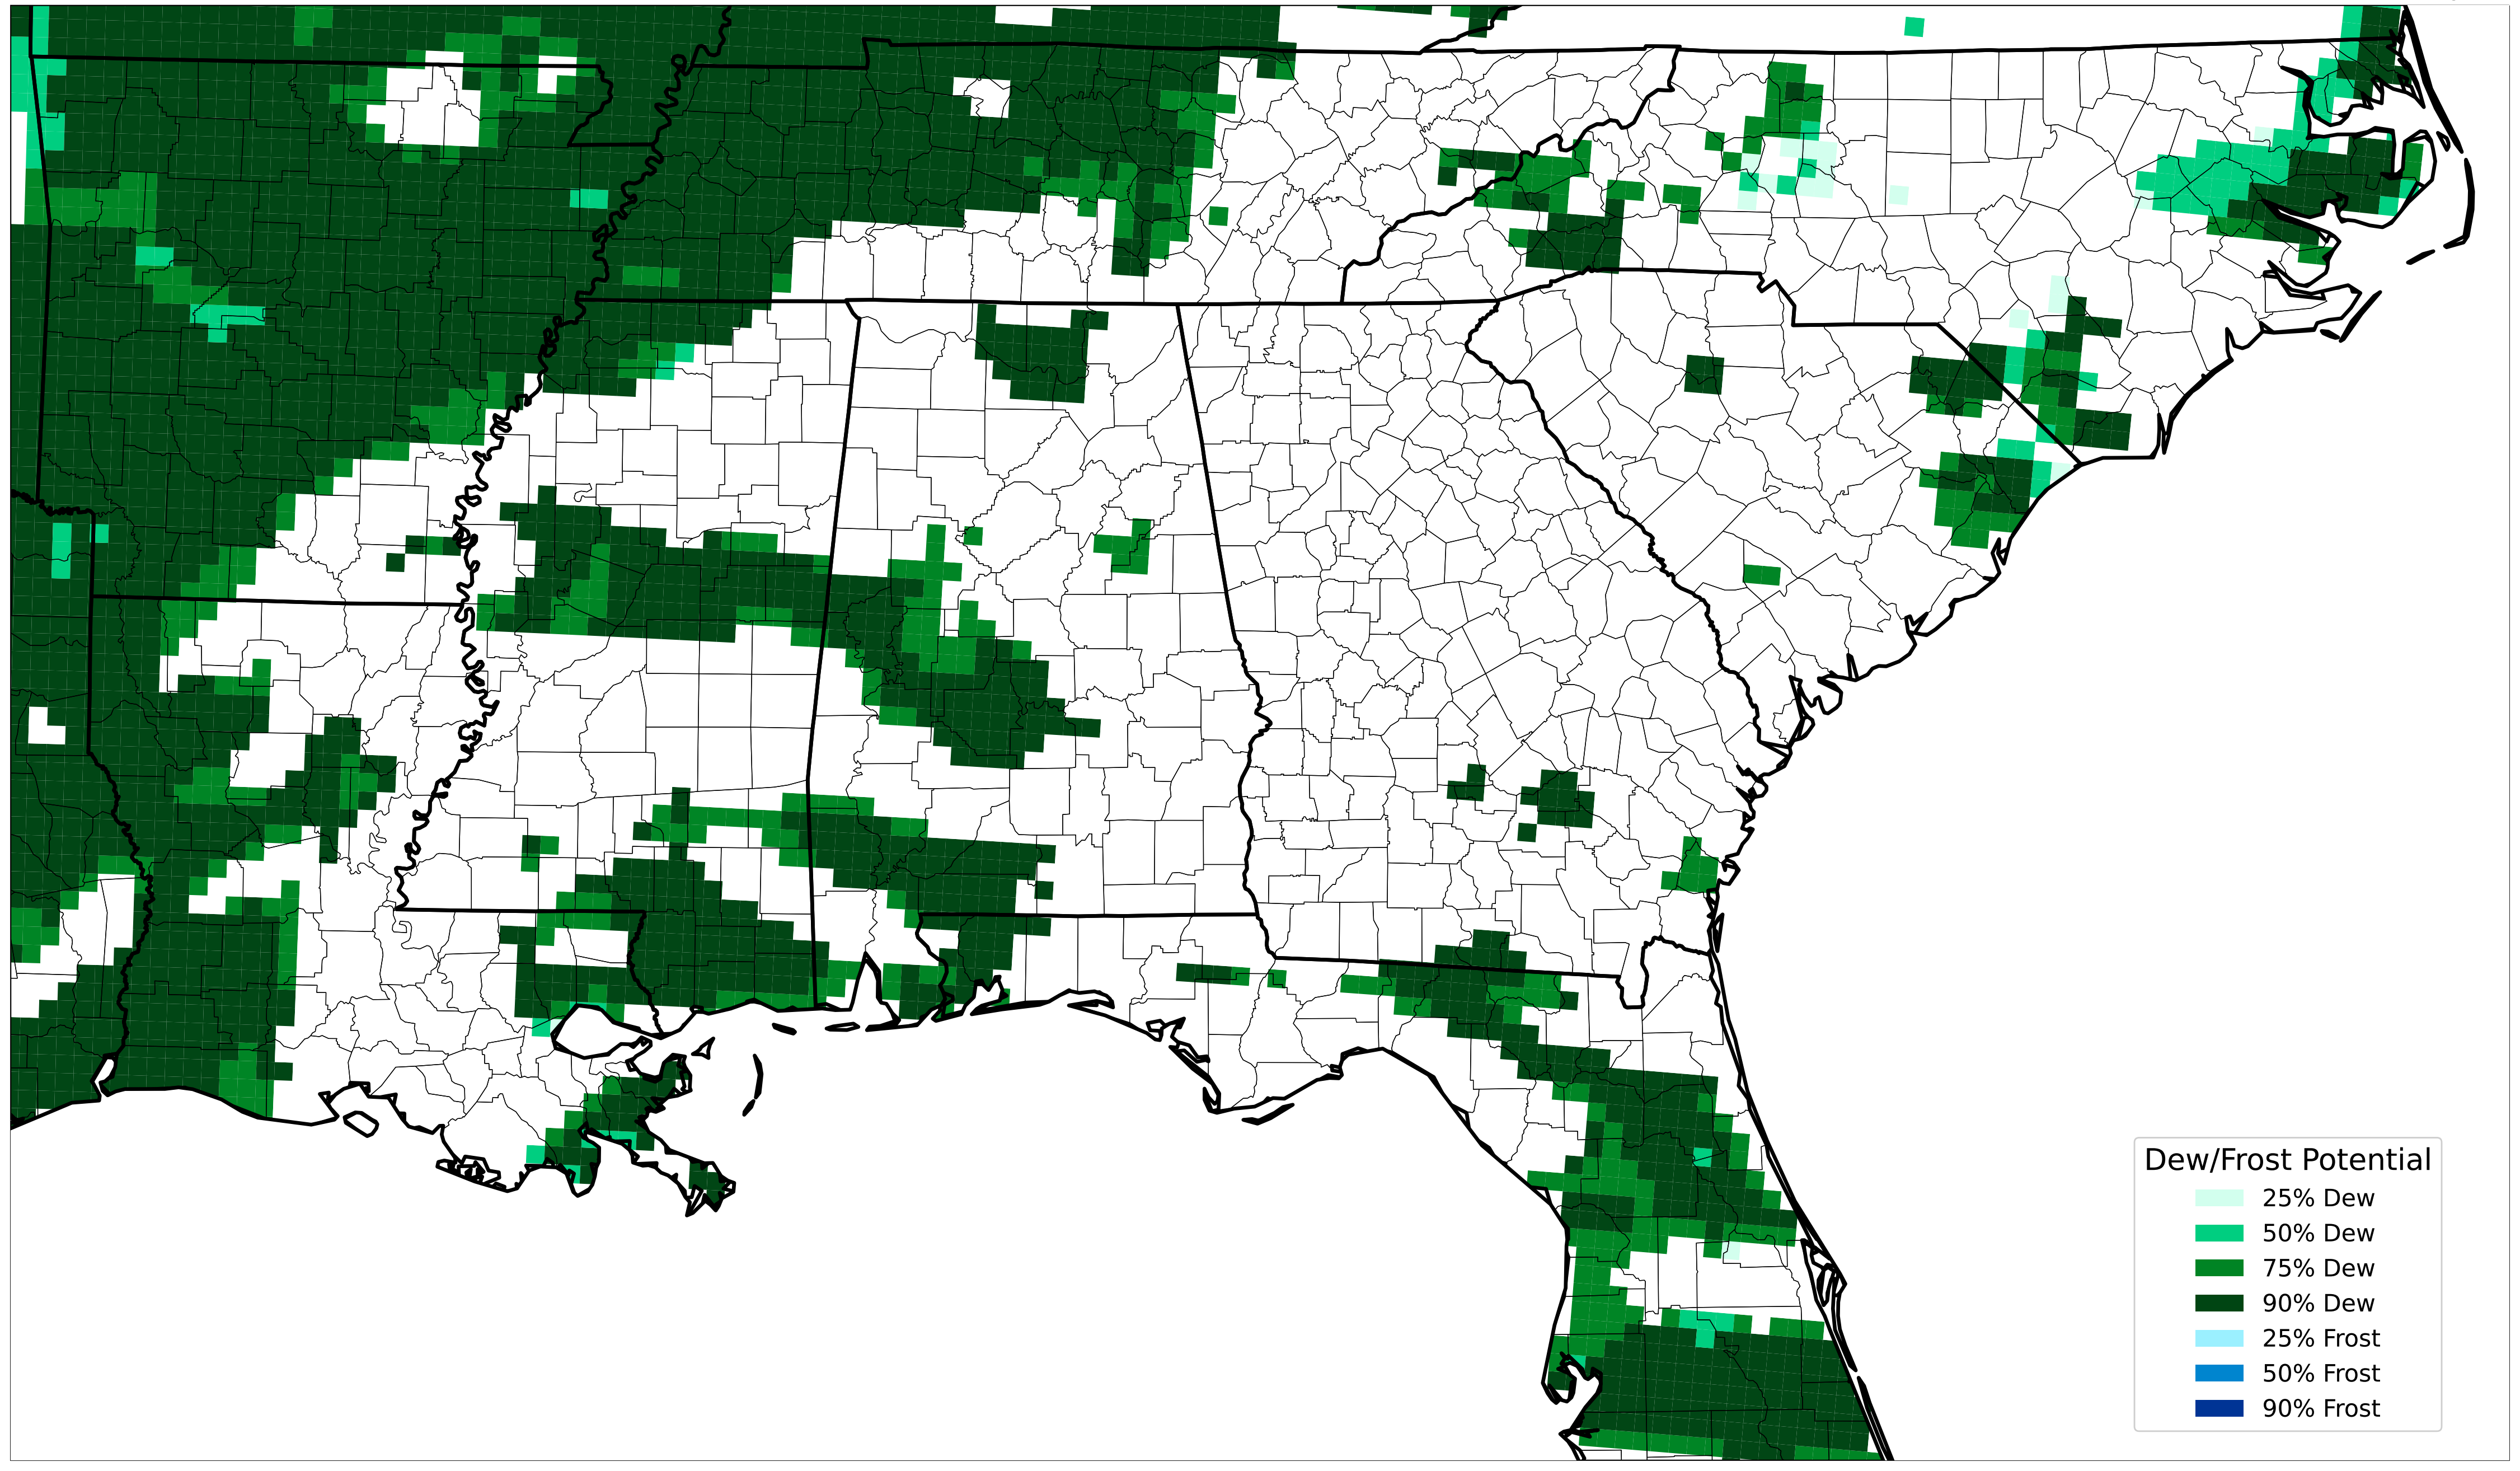 Dew/Frost Potential
25% Dew
50% Dew
75% Dew
90% Dew
25% Frost
50% Frost
90% Frost